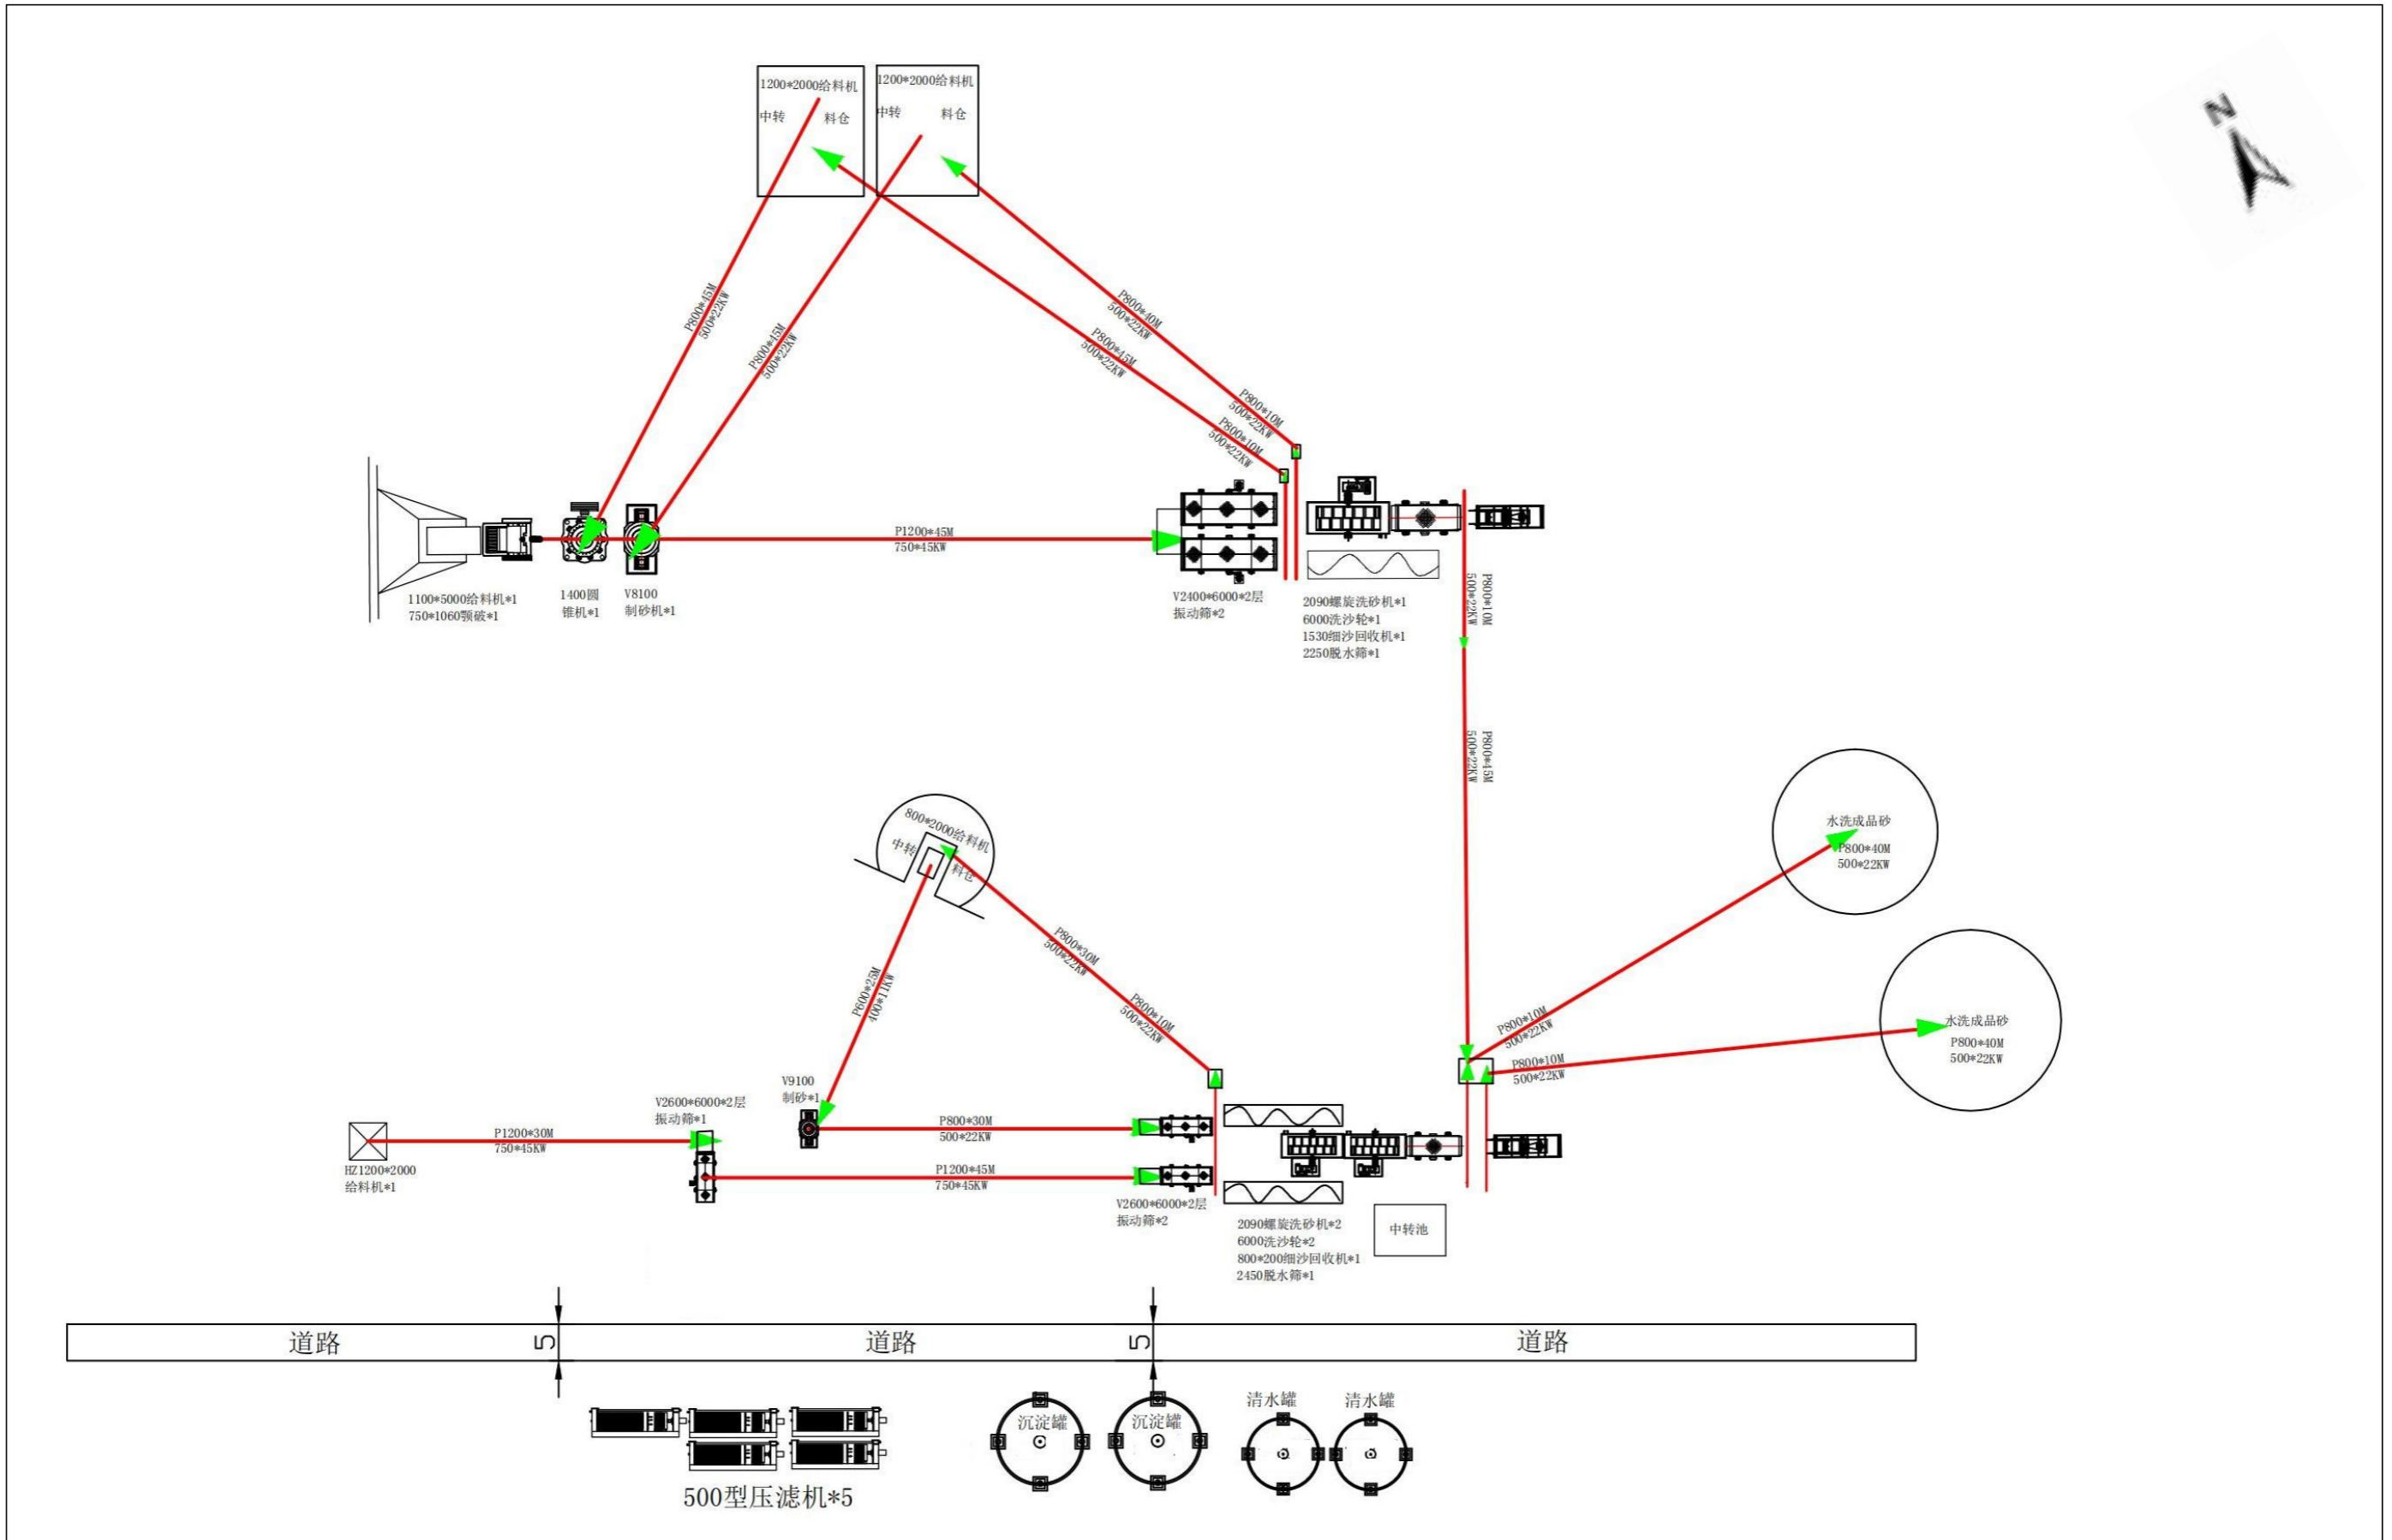 1200*2000给料机
中转 料仓
1200*2000给料机
中转 料仓
N
P800*45M
500*22KW
P800*45M
500*22KW
P800*40M
500*22KW
P800*45M
500*22KW
P800*10M
500*22KW
P800*10M
500*22KW
P1200*45M
750*45KW
1100*5000给料机*1
750*1060颚破*1
1400圆
锥机*1
V8100
制砂机*1
V2400*6000*2层
振动筛*2
2090螺旋洗砂机*1
6000洗沙轮*1
1530细沙回收机*1
2250脱水筛*1
P800*10M
500*22KW
P800*45M
500*22KW
800*2000给料机
中转
料仓
水洗成品砂
P800*40M
500*22KW
P800*30M
500*22KW
P600*25M
400*11KW
P800*10M
500*22KW
P800*10M
500*22KW
水洗成品砂
P800*40M
500*22KW
P800*10M
500*22KW
V9100
制砂*1
V2600*6000*2层
振动筛*1
P1200*30M
750*45KW
P800*30M
500*22KW
HZ1200*2000
给料机*1
P1200*45M
750*45KW
V2600*6000*2层
振动筛*2
2090螺旋洗砂机*2
6000洗沙轮*2
800*200细沙回收机*1
2450脱水筛*1
中转池
道路 5 道路 5 道路
沉淀罐
沉淀罐
清水罐
清水罐
500型压滤机*5